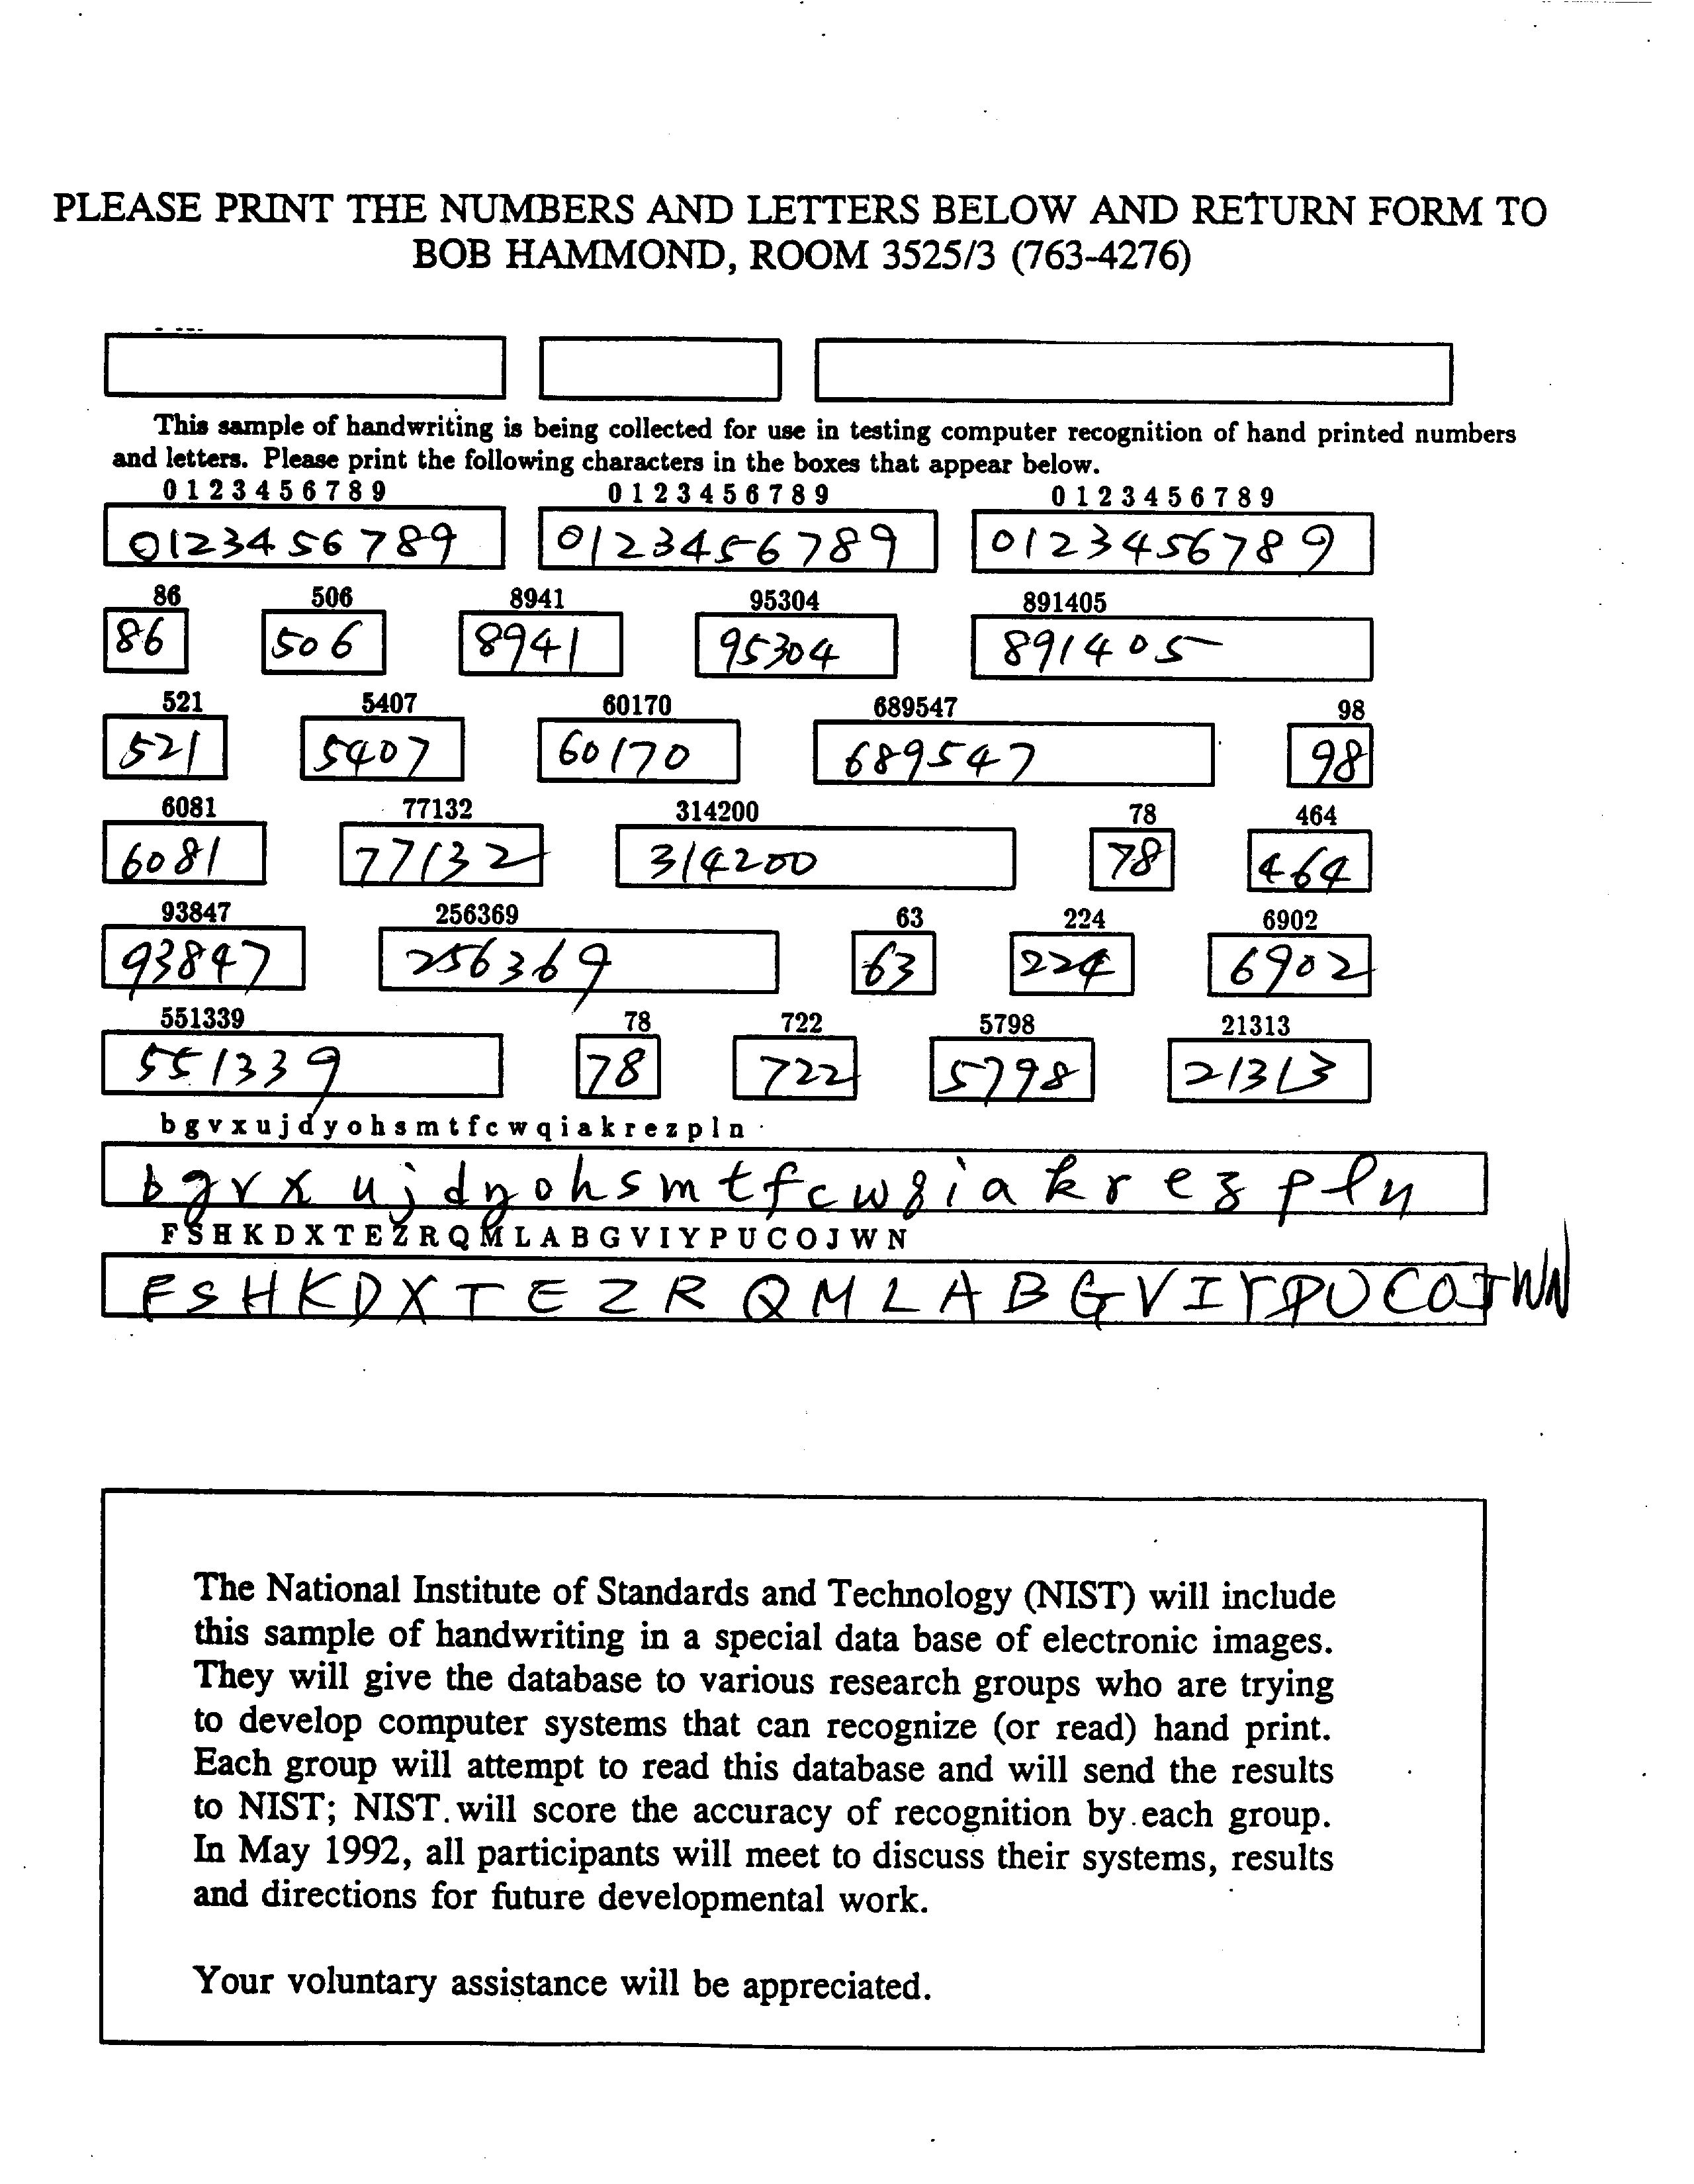 PLEASE PRINT THE NUMBERS AND LETTERS BELOW AND RETURN FORM TO
BOB HAMMOND, ROOM 3525/3 (763-4276)
This sample of handwriting is being collected for use in testing computer recognition of hand printed numbers
and letters. Please print the following characters in the boxes that appear below.
0 1 2 3 4 5 6 7 8 9 0 1 2 3 4 5 6 7 8 9 0 1 2 3 4 5 6 7 8 9
0123456789 0123456789 0123456789
86 506 8941 95304 891405
86 506 8941 95304 891405
521 5407 60170 689547 98
521 5407 60170 689547 98
6081 77132 314200 78 464
6081 77132 314200 78 464
93847 256369 63 224 6902
93847 256369 63 224 6902
551339 78 722 5798 21313
551339 78 722 5798 21313
b g v x u j d y o h s m t f c w q i a k r e z p l n
b g v x u j d y o h s m t f c w q i a k r e z p l n
F S H K D X T E Z R Q M L A B G V I Y P U C O J W N
F S H K D X T E Z R Q M L A B G V I Y P U C O J W N
The National Institute of Standards and Technology (NIST) will include
this sample of handwriting in a special data base of electronic images.
They will give the database to various research groups who are trying
to develop computer systems that can recognize (or read) hand print.
Each group will attempt to read this database and will send the results
to NIST; NIST will score the accuracy of recognition by each group.
In May 1992, all participants will meet to discuss their systems, results
and directions for future developmental work.
Your voluntary assistance will be appreciated.